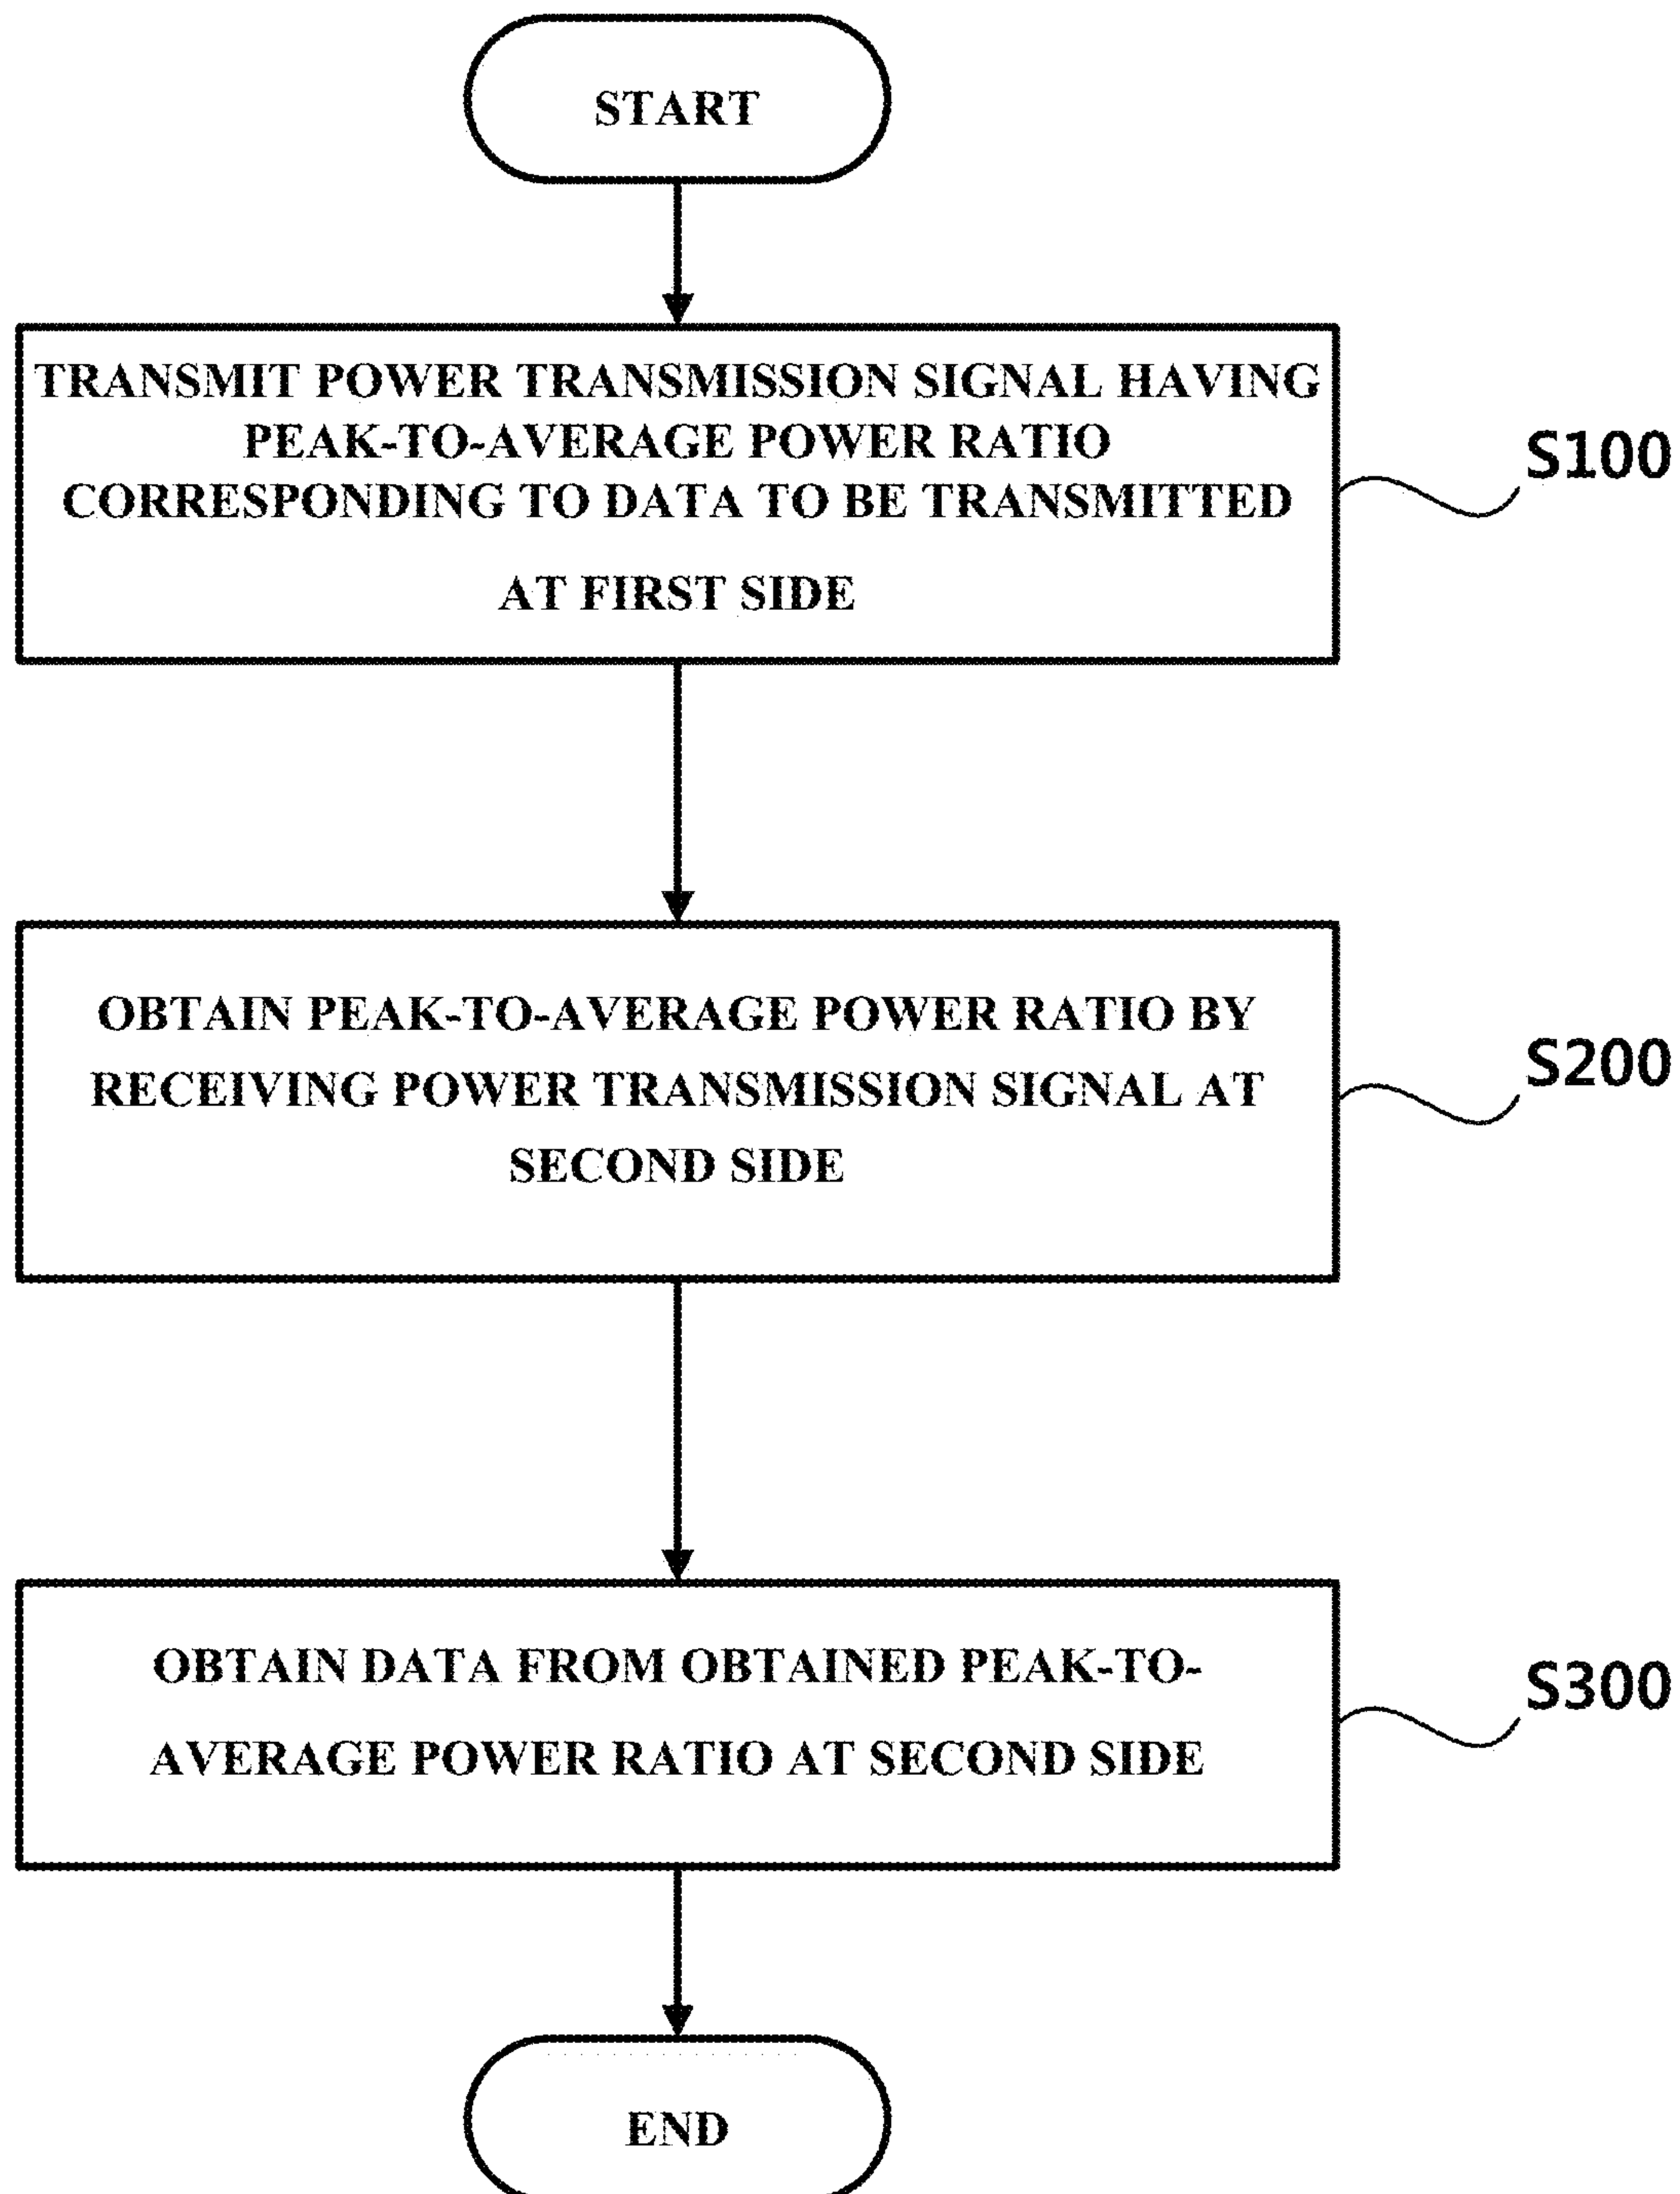 START
TRANSMIT POWER TRANSMISSION SIGNAL HAVING
PEAK-TO-AVERAGE POWER RATIO
CORRESPONDING TO DATA TO BE TRANSMITTED
AT FIRST SIDE
S100
OBTAIN PEAK-TO-AVERAGE POWER RATIO BY
RECEIVING POWER TRANSMISSION SIGNAL AT
SECOND SIDE
S200
OBTAIN DATA FROM OBTAINED PEAK-TO-
AVERAGE POWER RATIO AT SECOND SIDE
S300
END